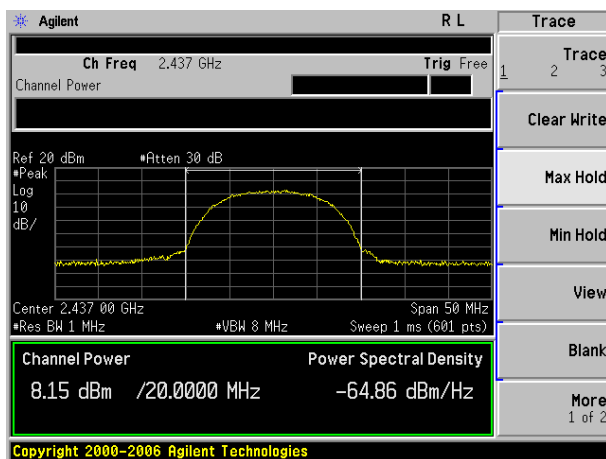 Agilent R L Trace
Ch Freq 2.437 GHz Trig Free
Channel Power
Trace
1 2 3
Clear Write
Max Hold
Min Hold
View
Blank
More
1 of 2
Ref 20 dBm #Atten 30 dB
#Peak
Log
10
dB/
Center 2.437 00 GHz Span 50 MHz
#Res BW 1 MHz #VBW 8 MHz Sweep 1 ms (601 pts)
Channel Power Power Spectral Density
8.15 dBm /20.0000 MHz -64.86 dBm/Hz
Copyright 2000-2006 Agilent Technologies